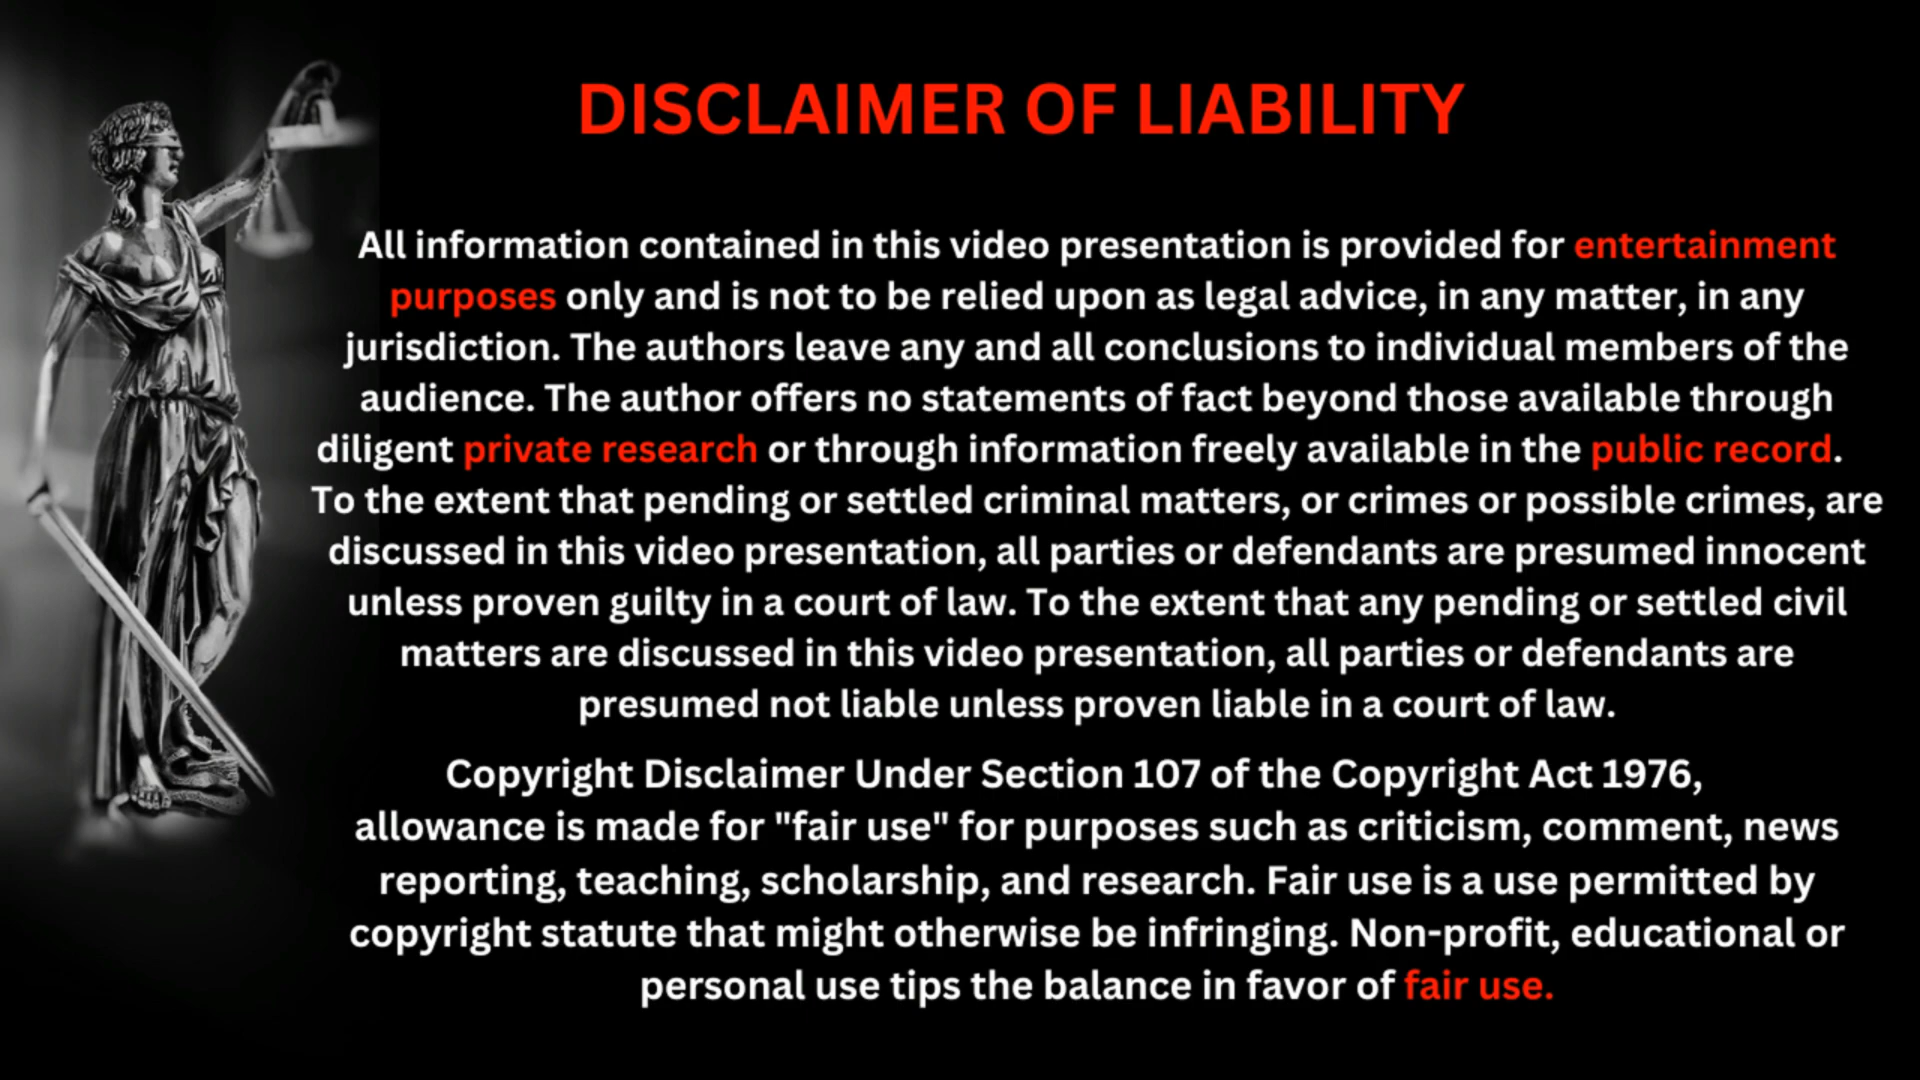 DISCLAIMER OF LIABILITY
All information contained in this video presentation is provided for entertainment
purposes only and is not to be relied upon as legal advice, in any matter, in any
jurisdiction. The authors leave any and all conclusions to individual members of the
audience. The author offers no statements of fact beyond those available through
diligent private research or through information freely available in the public record.
To the extent that pending or settled criminal matters, or crimes or possible crimes, are
discussed in this video presentation, all parties or defendants are presumed innocent
unless proven guilty in a court of law. To the extent that any pending or settled civil
matters are discussed in this video presentation, all parties or defendants are
presumed not liable unless proven liable in a court of law.
Copyright Disclaimer Under Section 107 of the Copyright Act 1976,
allowance is made for "fair use" for purposes such as criticism, comment, news
reporting, teaching, scholarship, and research. Fair use is a use permitted by
copyright statute that might otherwise be infringing. Non-profit, educational or
personal use tips the balance in favor of fair use.